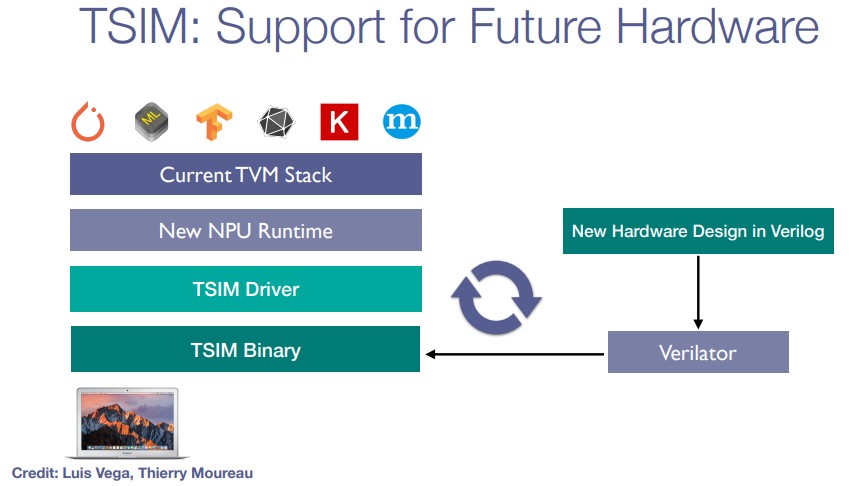 TSIM: Support for Future Hardware
ML
K
m
Current TVM Stack
New NPU Runtime
New Hardware Design in Verilog
TSIM Driver
TSIM Binary
Verilator
Credit: Luis Vega, Thierry Moureau